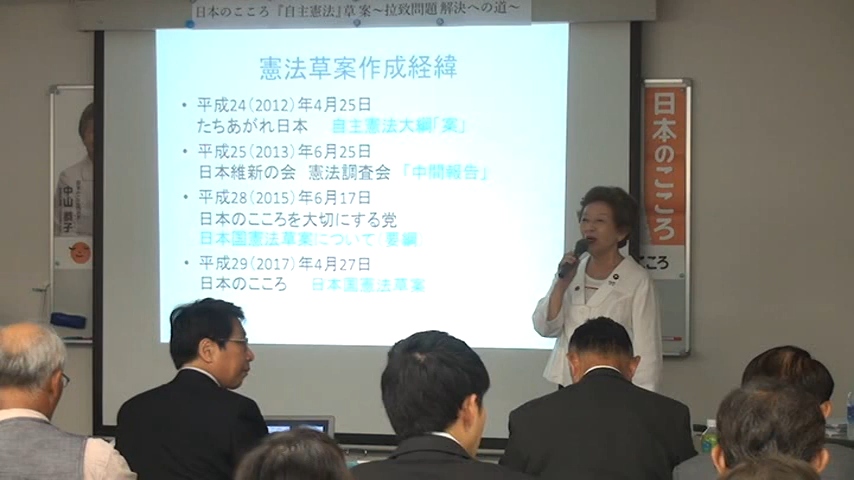 日本のこころ『自主憲法』草案～拉致問題 解決への道～
憲法草案作成経緯
• 平成24(2012)年4月25日
たちあがれ日本 自主憲法大綱「案」
• 平成25(2013)年6月25日
日本維新の会 憲法調査会 「中間報告」
• 平成28(2015)年6月17日
日本のこころを大切にする党
日本国憲法草案について(要綱
• 平成29(2017)年4月27日
日本のこころ 日本国憲法草案
中山恭子
日本のこころ
こころ